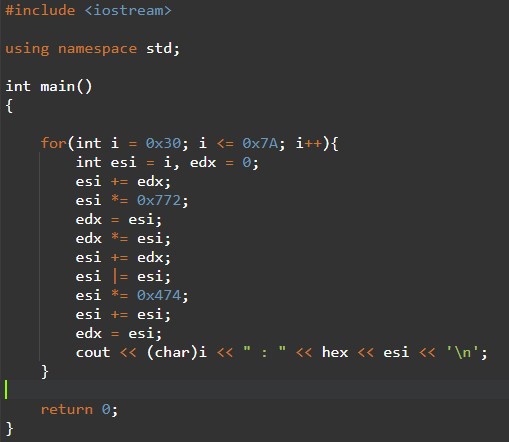 #include <iostream>
using namespace std;
int main()
{
for(int i = 0x30; i <= 0x7A; i++){
int esi = i, edx = 0;
esi += edx;
esi *= 0x772;
edx = esi;
edx *= esi;
esi += edx;
esi |= esi;
esi *= 0x474;
esi += esi;
edx = esi;
cout << (char)i << " : " << hex << esi << '\n';
}
return 0;
}